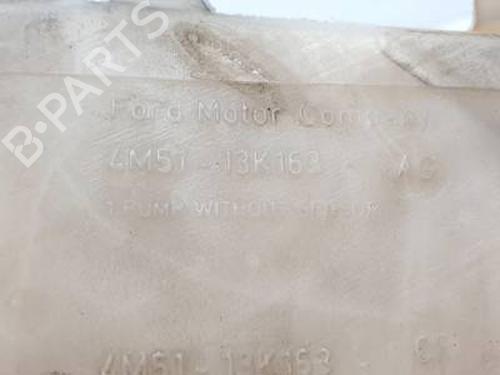 B-PARTS
Ford Motor Company
4M51-13K163 - AG
1 PUMP WITHOUT SENSOR
4M51-13K163 -